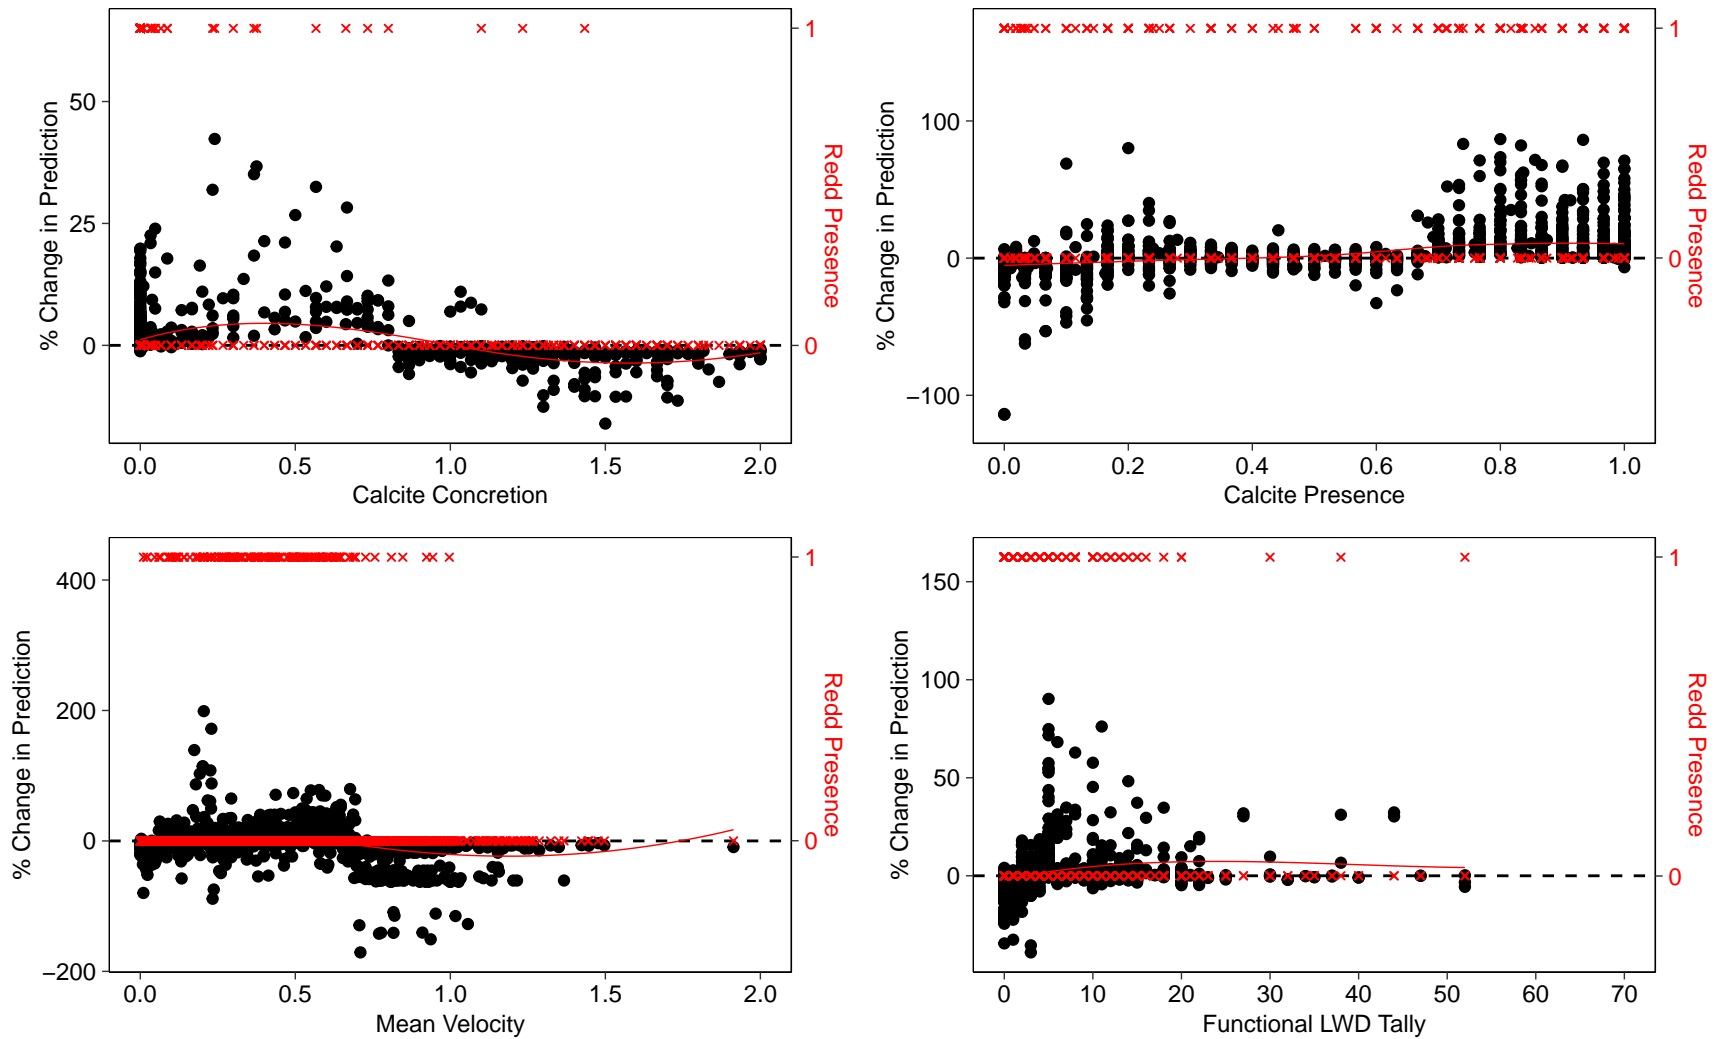 50
25
0
% Change in Prediction
1
0
Redd Presence
0.0 0.5 1.0 1.5 2.0
Calcite Concretion
100
0
−100
% Change in Prediction
1
0
Redd Presence
0.0 0.2 0.4 0.6 0.8 1.0
Calcite Presence
400
200
0
−200
% Change in Prediction
1
0
Redd Presence
0.0 0.5 1.0 1.5 2.0
Mean Velocity
150
100
50
0
% Change in Prediction
1
0
Redd Presence
0 10 20 30 40 50 60 70
Functional LWD Tally